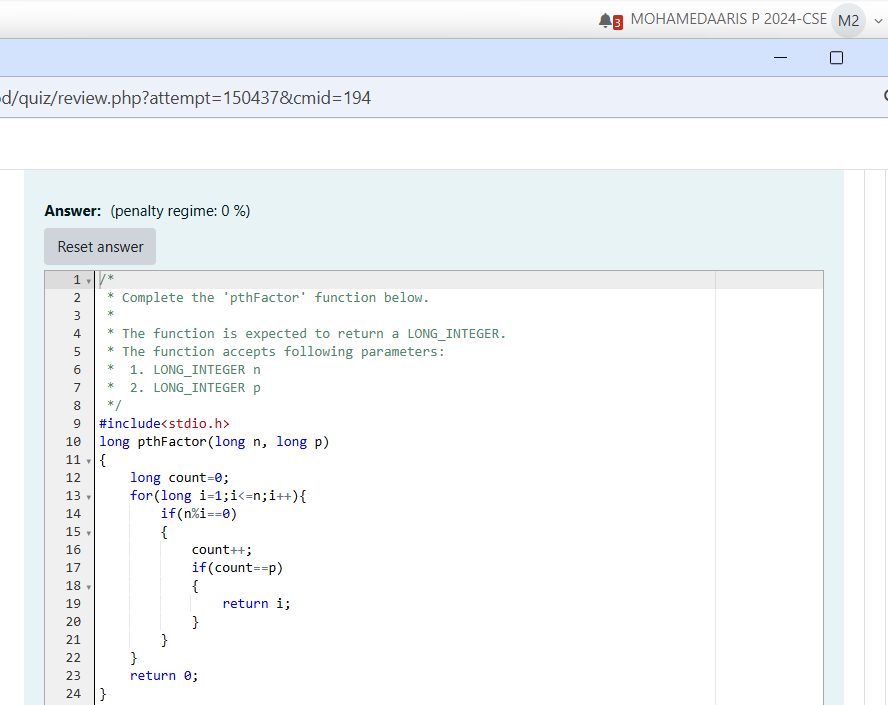 3 MOHAMEDAARIS P 2024-CSE M2
d/quiz/review.php?attempt=150437&cmid=194
Answer: (penalty regime: 0 %)
Reset answer
1 /*
2  * Complete the 'pthFactor' function below.
3  *
4  * The function is expected to return a LONG_INTEGER.
5  * The function accepts following parameters:
6  *  1. LONG_INTEGER n
7  *  2. LONG_INTEGER p
8  */
9 #include<stdio.h>
10 long pthFactor(long n, long p)
11 {
12     long count=0;
13     for(long i=1;i<=n;i++){
14         if(n%i==0)
15         {
16             count++;
17             if(count==p)
18             {
19                 return i;
20             }
21         }
22     }
23     return 0;
24 }